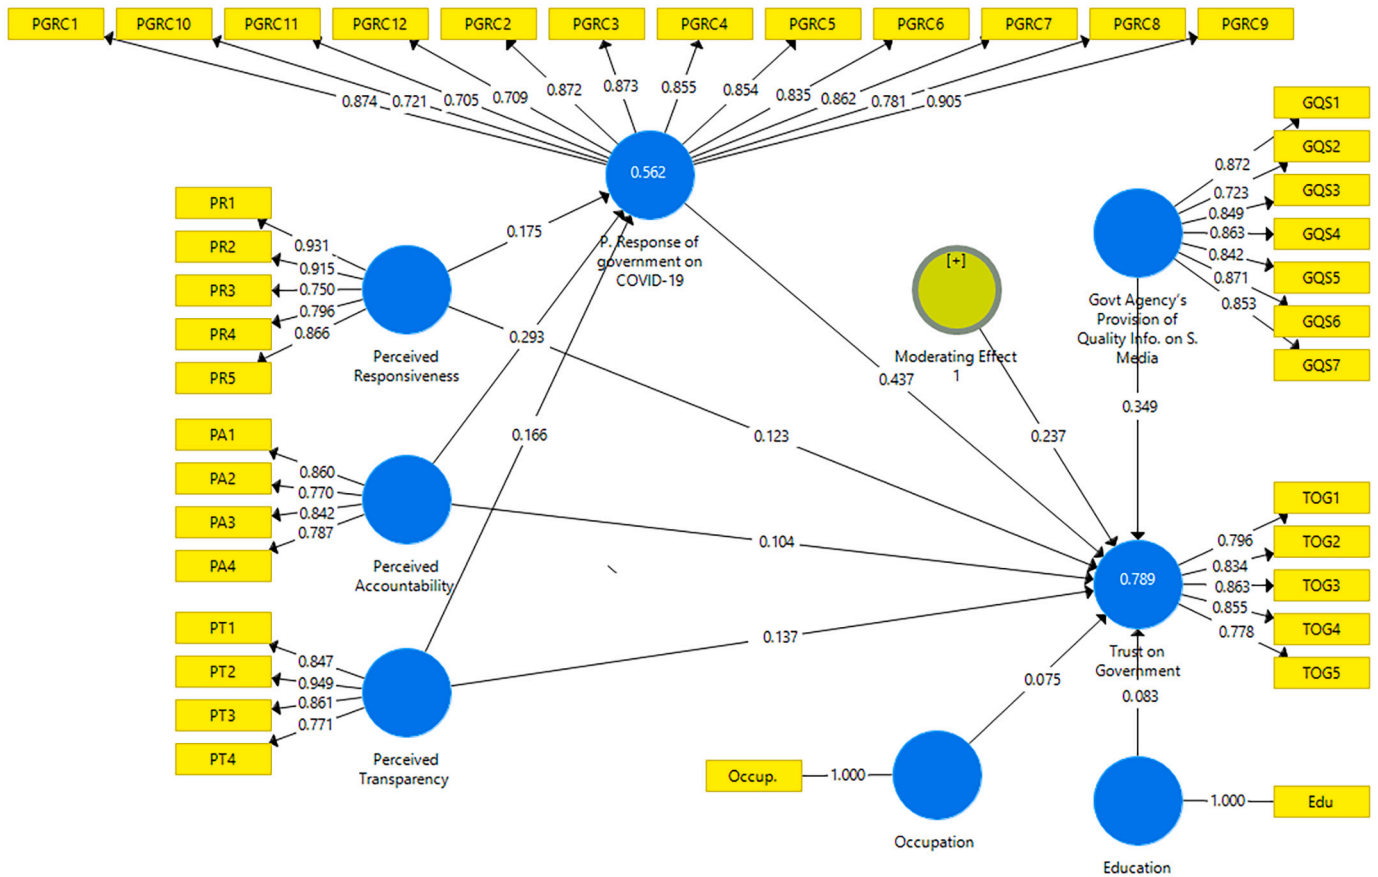 PGRC1 PGRC10 PGRC11 PGRC12 PGRC2 PGRC3 PGRC4 PGRC5 PGRC6 PGRC7 PGRC8 PGRC9
0.874 0.721 0.705 0.709 0.872 0.873 0.855 0.854 0.835 0.862 0.781 0.905
0.562
P. Response of
government on
COVID-19
PR1
PR2
PR3
PR4
PR5
0.931
0.915
0.750
0.796
0.866
Perceived
Responsiveness
0.175
0.293
0.166
PA1
PA2
PA3
PA4
0.860
0.770
0.842
0.787
Perceived
Accountability
PT1
PT2
PT3
PT4
0.847
0.949
0.861
0.771
Perceived
Transparency
0.123
0.104
0.137
0.437
[+]
Moderating Effect
1
0.237
Govt Agency's
Provision of
Quality Info. on S.
Media
0.872
0.723
0.849
0.863
0.842
0.871
0.853
GQS1
GQS2
GQS3
GQS4
GQS5
GQS6
GQS7
0.349
0.789
Trust on
Government
0.796
0.834
0.863
0.855
0.778
TOG1
TOG2
TOG3
TOG4
TOG5
0.075
0.083
Occup.
1.000
Occupation
1.000
Edu
Education